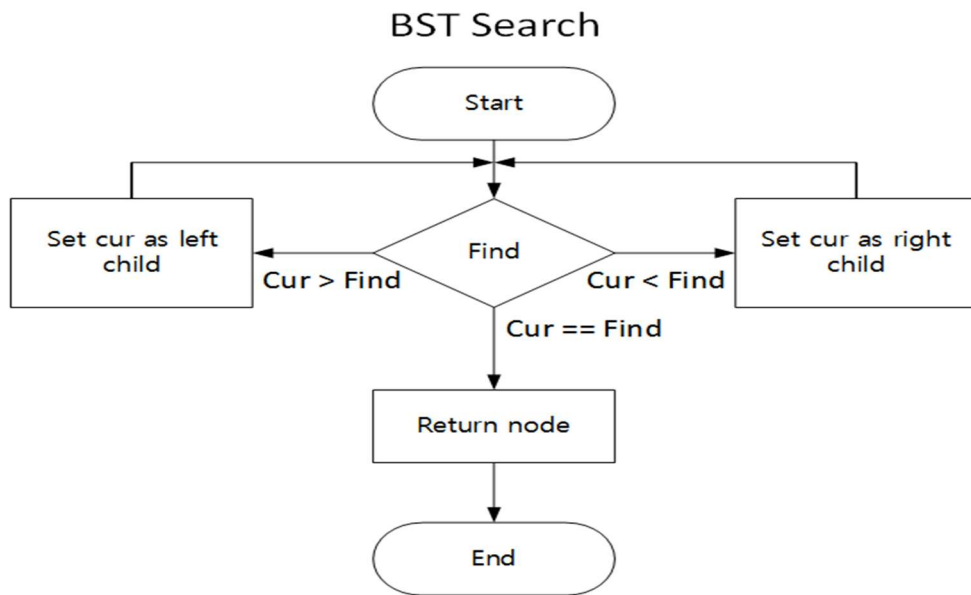 BST Search
Start
Set cur as left
child
Find
Set cur as right
child
Cur > Find
Cur < Find
Cur == Find
Return node
End